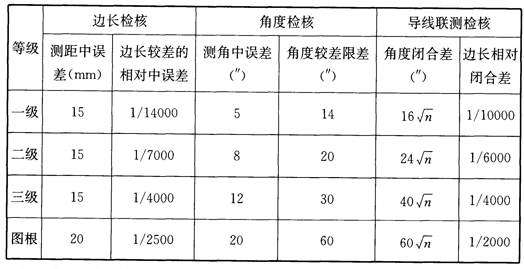 等级 边长检核 角度检核 导线联测检核
测距中误差(mm) 边长较差的相对中误差 测角中误差(″) 角度较差限差(″) 角度闭合差(″) 边长相对闭合差
一级 15 1/14000 5 14 16√n 1/10000
二级 15 1/7000 8 20 24√n 1/6000
三级 15 1/4000 12 30 40√n 1/4000
图根 20 1/2500 20 60 60√n 1/2000